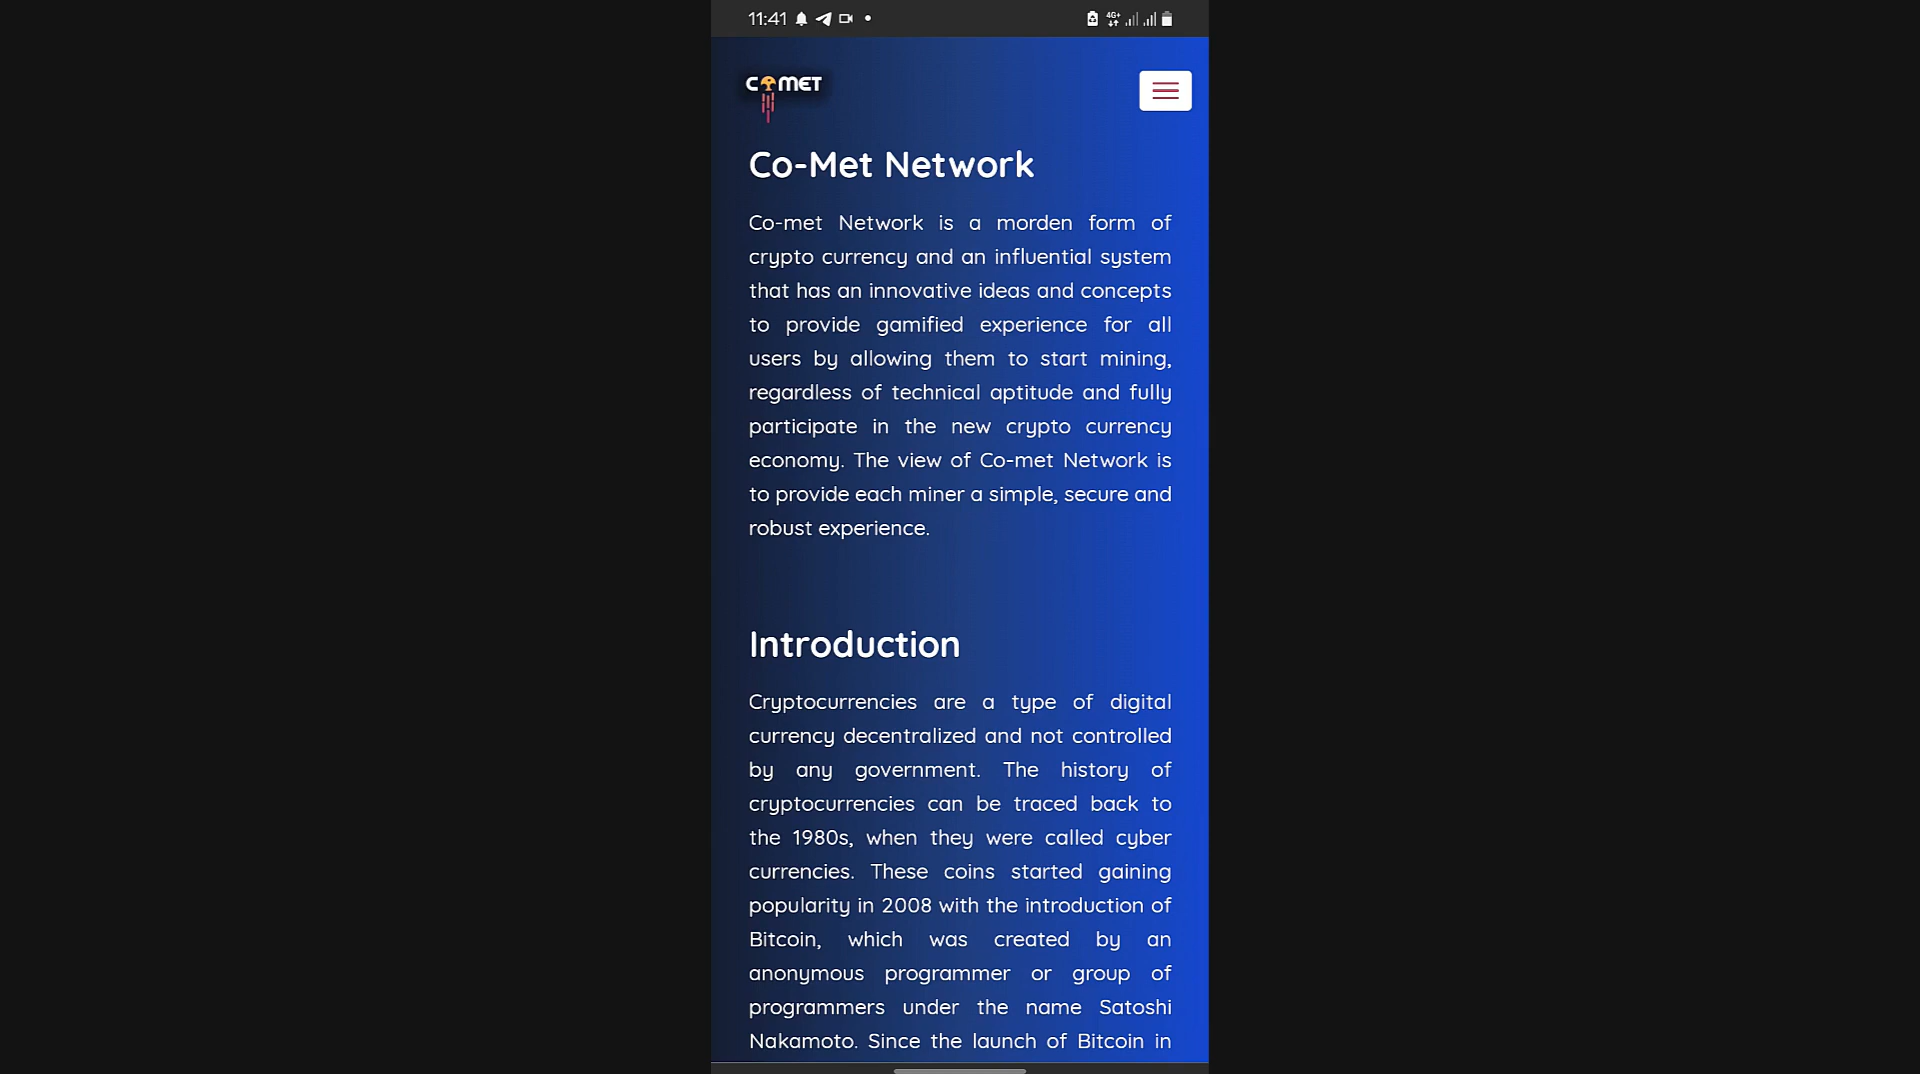 11:41
4G+
COMET
Co-Met Network
Co-met Network is a morden form of
crypto currency and an influential system
that has an innovative ideas and concepts
to provide gamified experience for all
users by allowing them to start mining,
regardless of technical aptitude and fully
participate in the new crypto currency
economy. The view of Co-met Network is
to provide each miner a simple, secure and
robust experience.
Introduction
Cryptocurrencies are a type of digital
currency decentralized and not controlled
by any government. The history of
cryptocurrencies can be traced back to
the 1980s, when they were called cyber
currencies. These coins started gaining
popularity in 2008 with the introduction of
Bitcoin, which was created by an
anonymous programmer or group of
programmers under the name Satoshi
Nakamoto. Since the launch of Bitcoin in